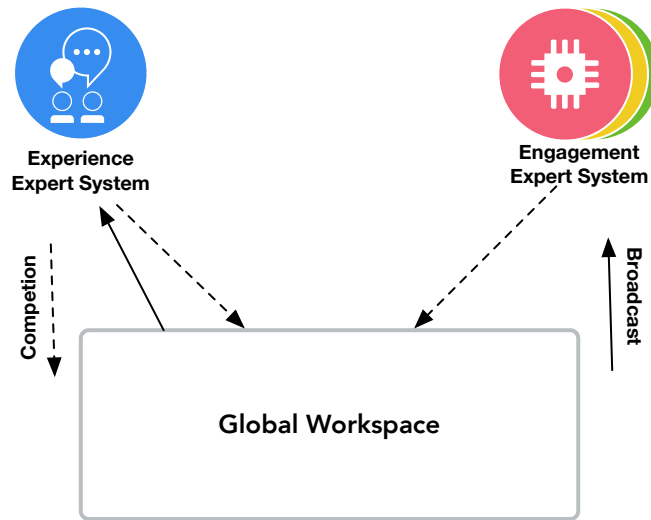 Experience
Expert System
Engagement
Expert System
Competion
Broadcast
Global Workspace